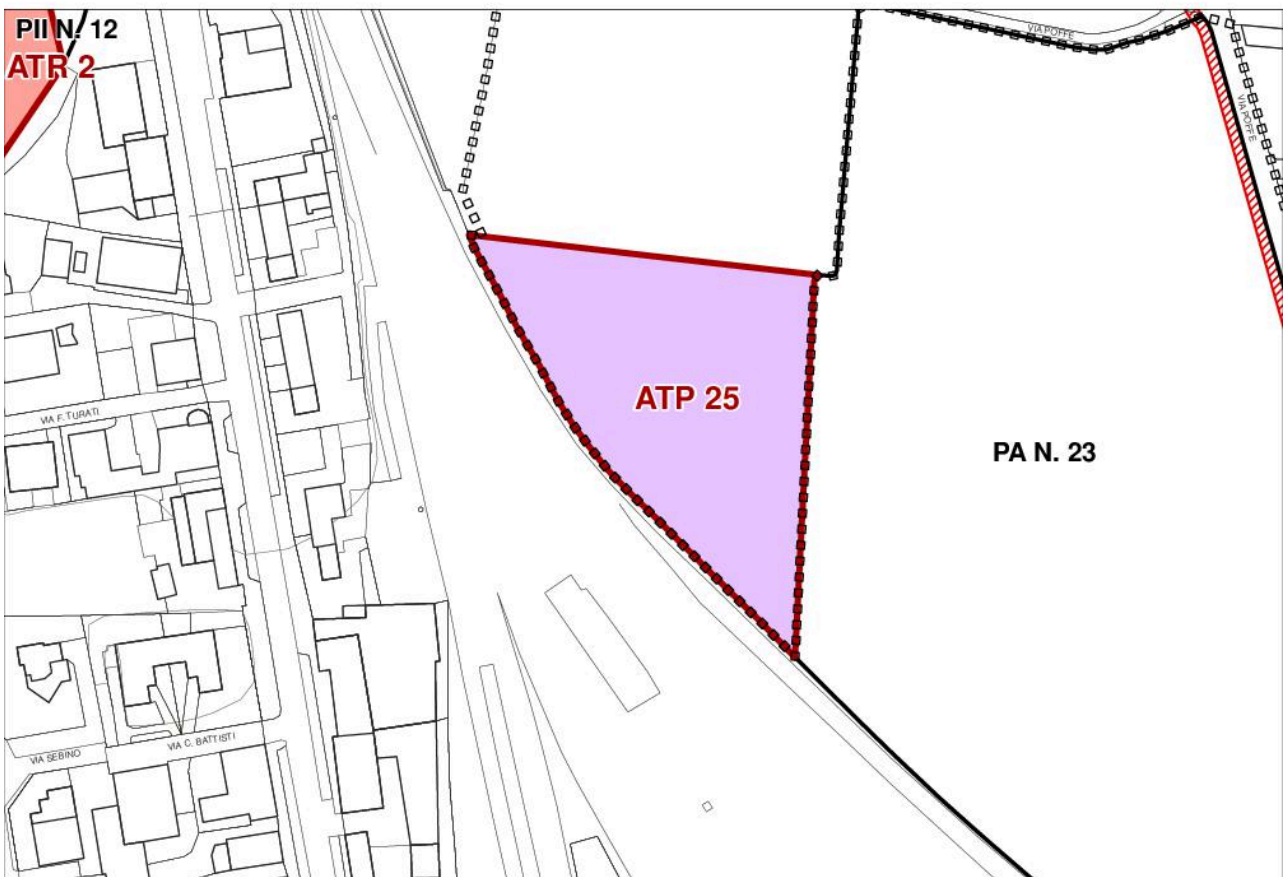 PII N. 12
ATR 2
VIA POFFE
VIA POFFE
ATP 25
VIA F. TURATI
PA N. 23
VIA C. BATTISTI
VIA SEBINO